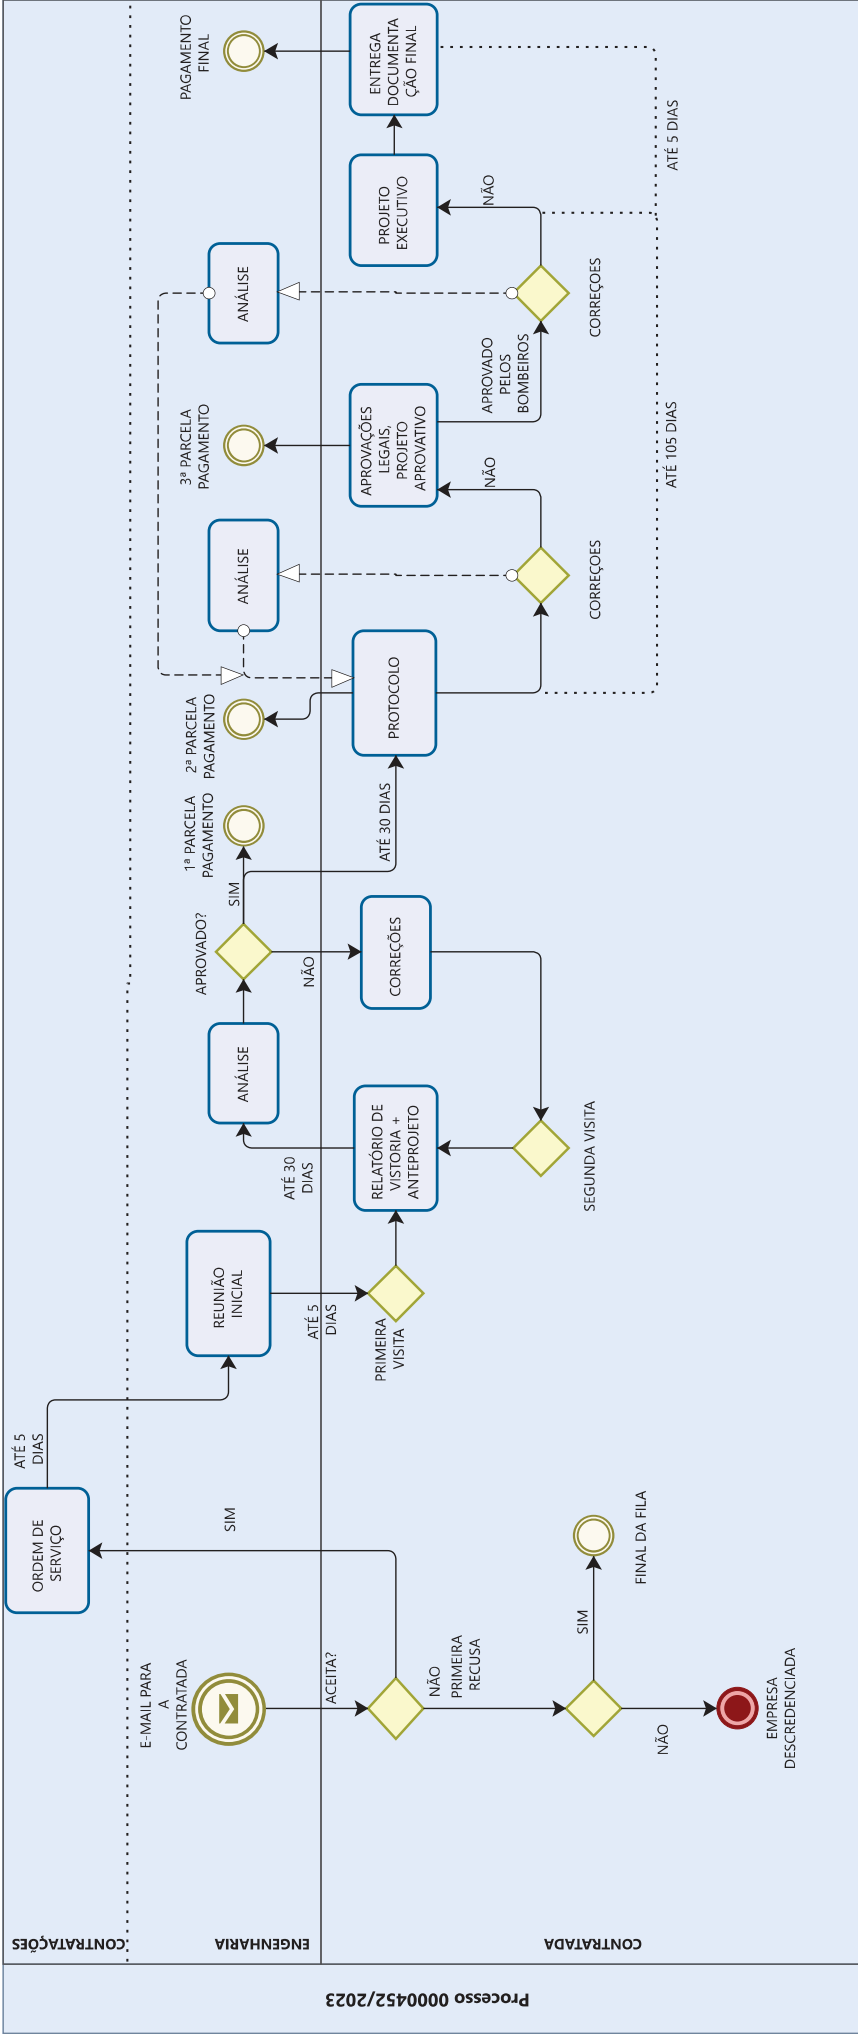 Processo 0000452/2023
CONTRATAÇÕES
ENGENHARIA
CONTRATADA
E-MAIL PARA
A
CONTRATADA
ACEITA?
SIM
NÃO
PRIMEIRA
RECUSA
SIM
FINAL DA FILA
NÃO
EMPRESA
DESCREDENCIADA
ORDEM DE
SERVIÇO
ATÉ 5
DIAS
REUNIÃO
INICIAL
ATÉ 5
DIAS
PRIMEIRA
VISITA
RELATÓRIO DE
VISTORIA +
ANTEPROJETO
SEGUNDA VISITA
ATÉ 30
DIAS
ANÁLISE
APROVADO?
NÃO
CORREÇÕES
SIM
1ª PARCELA
PAGAMENTO
ATÉ 30 DIAS
2ª PARCELA
PAGAMENTO
PROTOCOLO
ANÁLISE
CORREÇOES
NÃO
3ª PARCELA
PAGAMENTO
APROVAÇÕES
LEGAIS,
PROJETO
APROVATIVO
APROVADO
PELOS
BOMBEIROS
ATÉ 105 DIAS
ANÁLISE
CORREÇOES
NÃO
PROJETO
EXECUTIVO
ATÉ 5 DIAS
ENTREGA
DOCUMENTA
ÇÃO FINAL
PAGAMENTO
FINAL